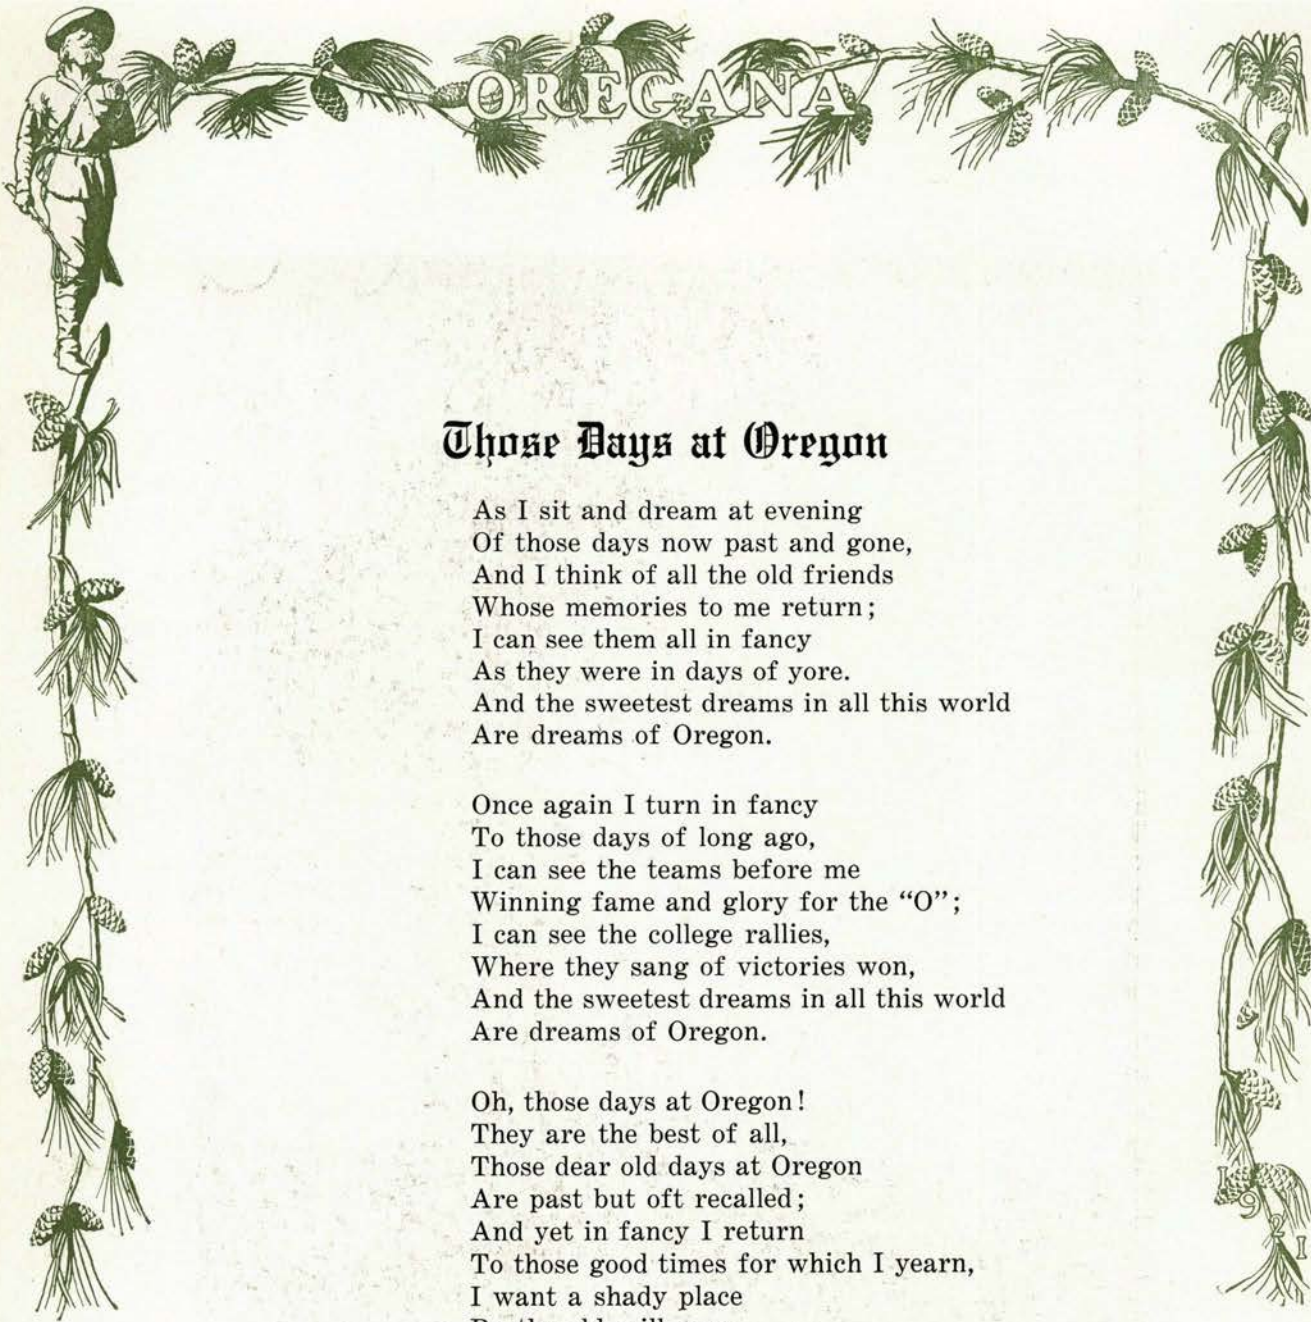 OREGANA
Those Days at Oregon
As I sit and dream at evening
Of those days now past and gone,
And I think of all the old friends
Whose memories to me return;
I can see them all in fancy
As they were in days of yore.
And the sweetest dreams in all this world
Are dreams of Oregon.
Once again I turn in fancy
To those days of long ago,
I can see the teams before me
Winning fame and glory for the “O”;
I can see the college rallies,
Where they sang of victories won,
And the sweetest dreams in all this world
Are dreams of Oregon.
Oh, those days at Oregon!
They are the best of all,
Those dear old days at Oregon
Are past but oft recalled;
And yet in fancy I return
To those good times for which I yearn,
I want a shady place
1921